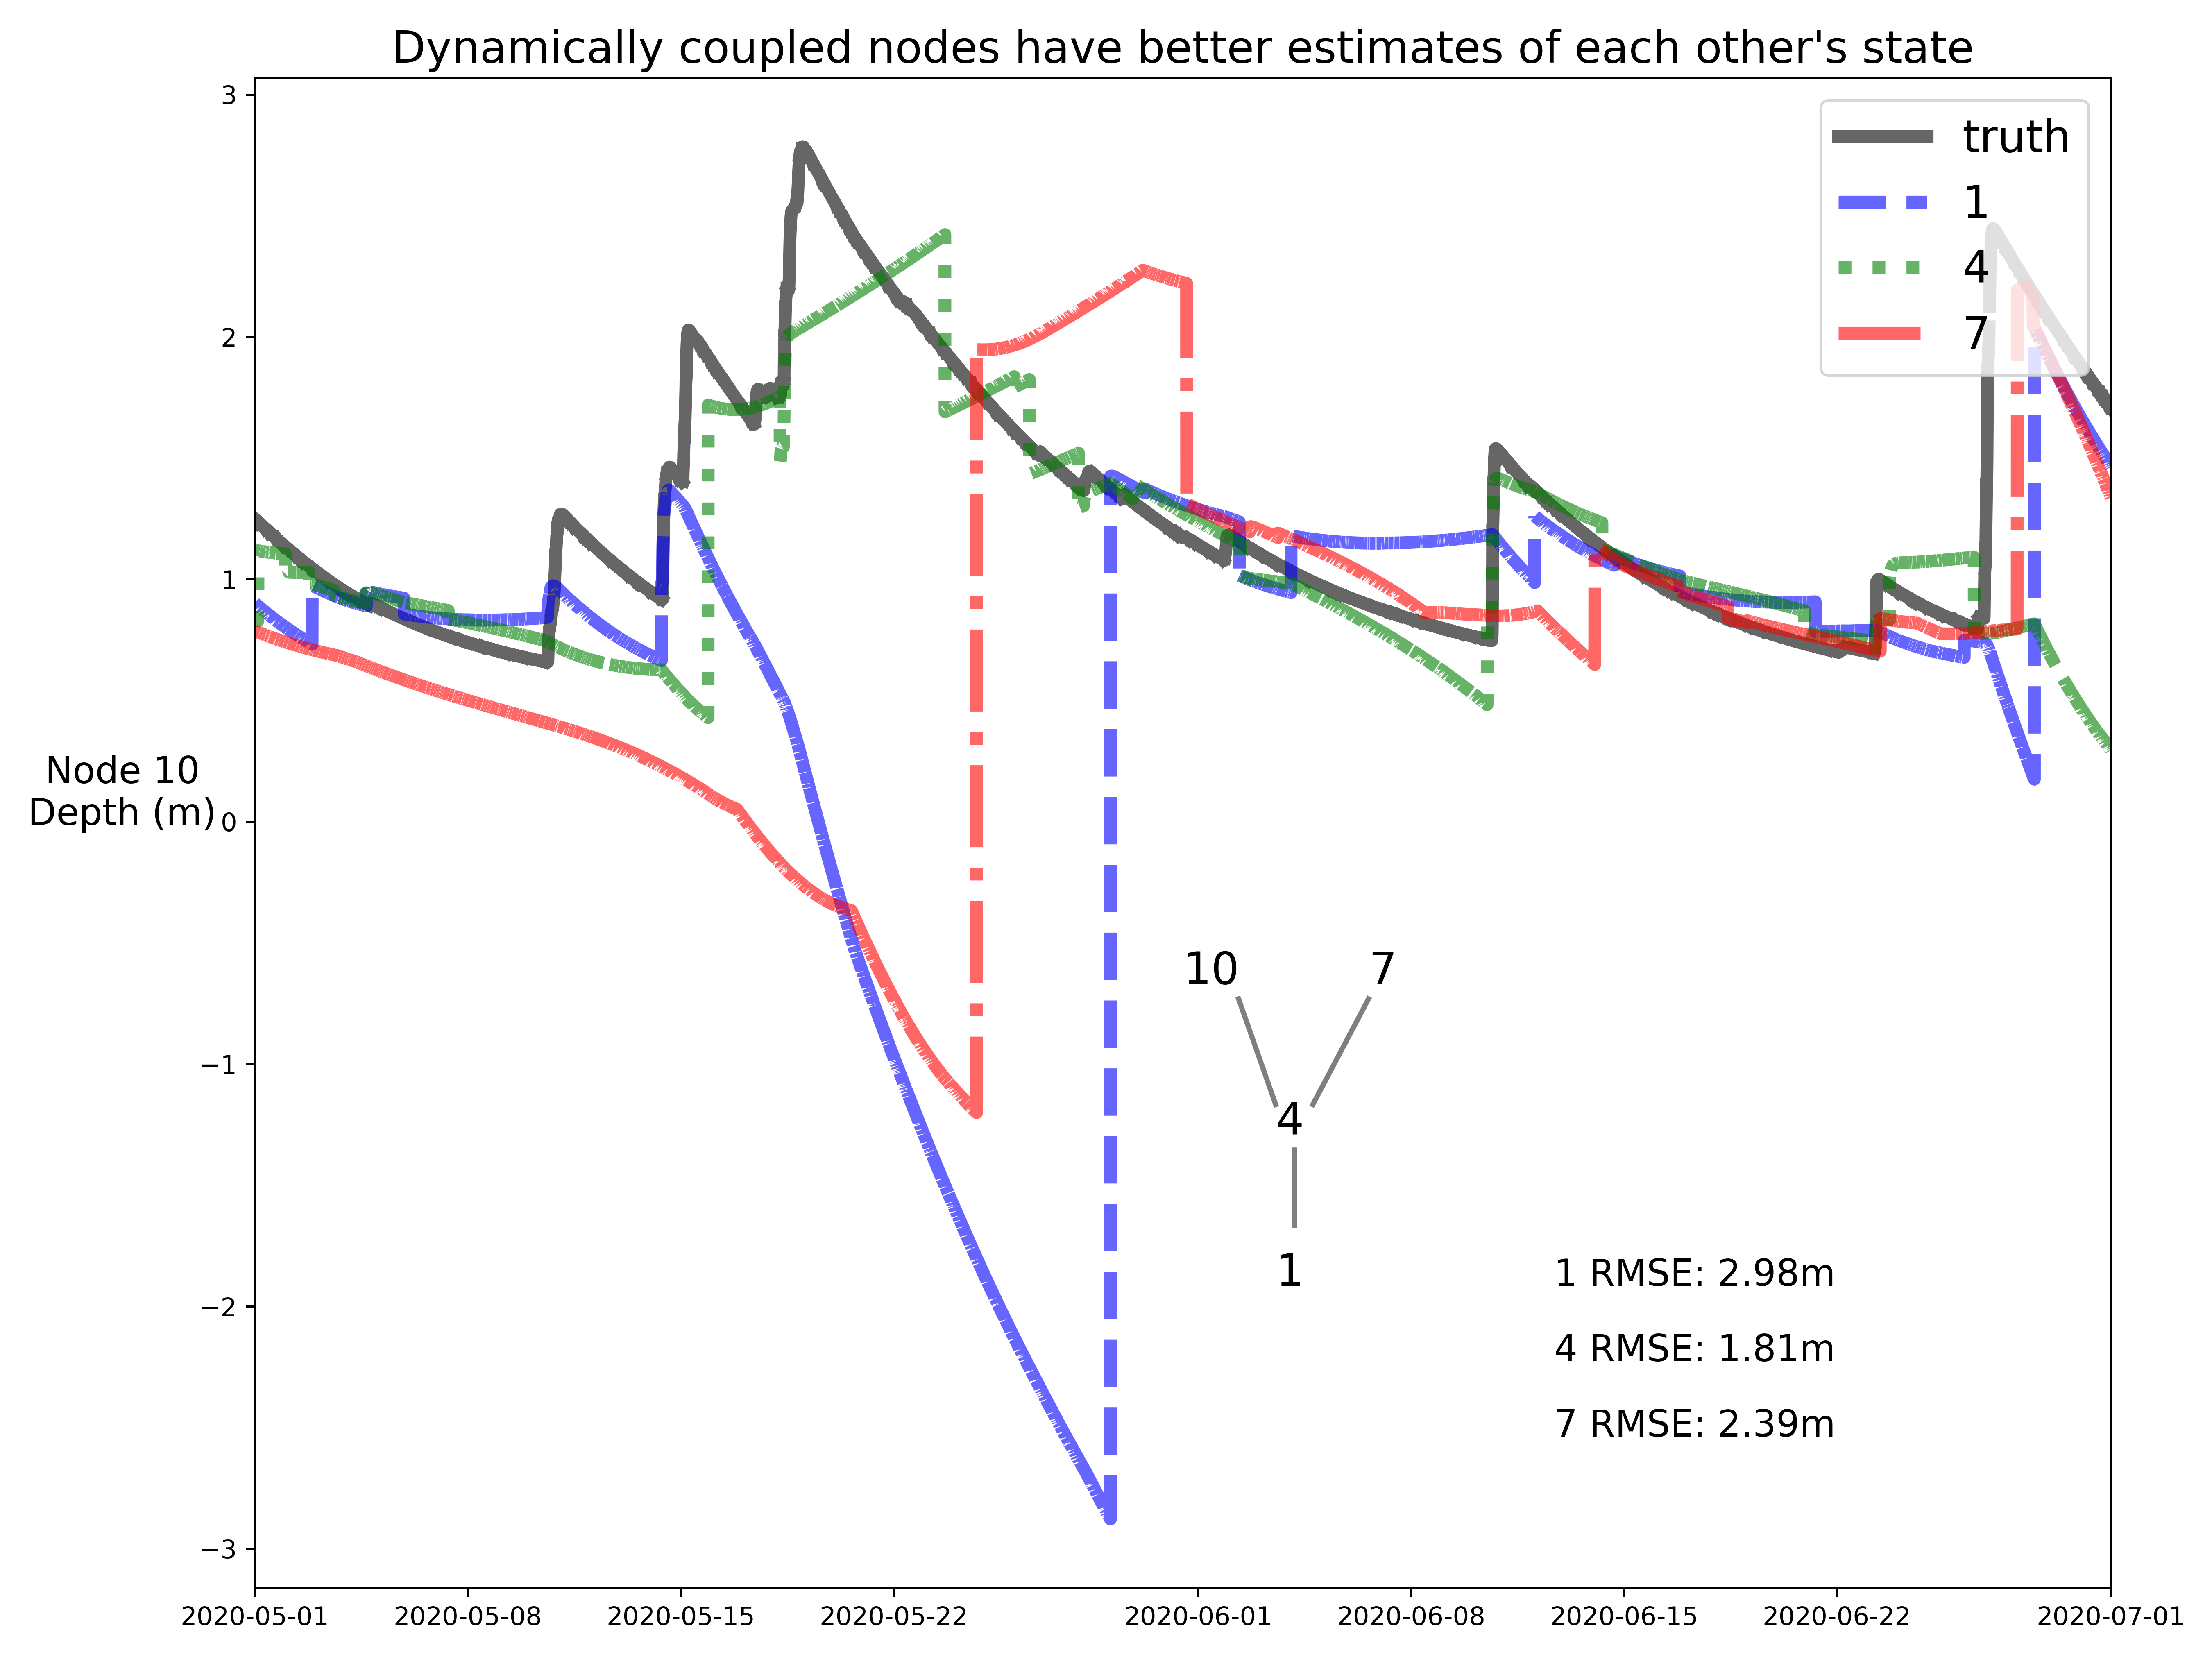 Dynamically coupled nodes have better estimates of each other's state
3
2
1
0
−1
−2
−3
Node 10
Depth (m)
truth
1
4
7
10 7
4
1
1 RMSE: 2.98m
4 RMSE: 1.81m
7 RMSE: 2.39m
2020-05-01 2020-05-08 2020-05-15 2020-05-22 2020-06-01 2020-06-08 2020-06-15 2020-06-22 2020-07-01